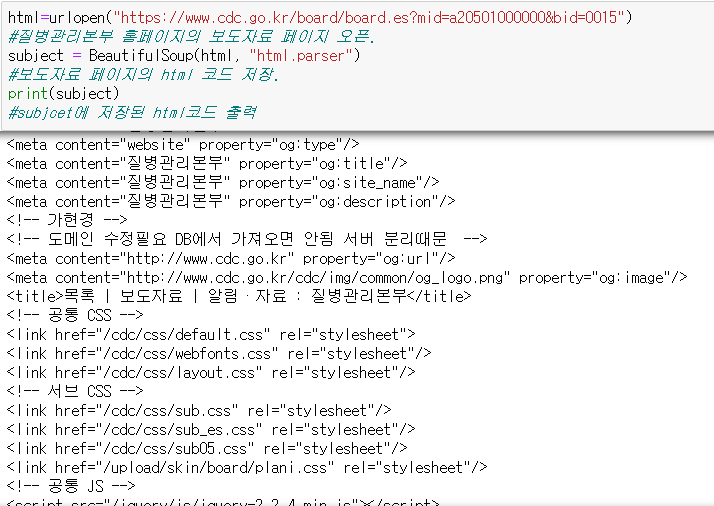 html=urlopen("https://www.cdc.go.kr/board/board.es?mid=a20501000000&bid=0015")
#질병관리본부 홈페이지의 보도자료 페이지 오픈.
subject = BeautifulSoup(html, "html.parser")
#보도자료 페이지의 html 코드 저장.
print(subject)
#subjcet에 저장된 html코드 출력
<meta content="website" property="og:type"/>
<meta content="질병관리본부" property="og:title"/>
<meta content="질병관리본부" property="og:site_name"/>
<meta content="질병관리본부" property="og:description"/>
<!-- 가현경 -->
<!-- 도메인 수정필요 DB에서 가져오면 안됨 서버 분리때문  -->
<meta content="http://www.cdc.go.kr" property="og:url"/>
<meta content="http://www.cdc.go.kr/cdc/img/common/og_logo.png" property="og:image"/>
<title>목록 | 보도자료 | 알림·자료 : 질병관리본부</title>
<!-- 공통 CSS -->
<link href="/cdc/css/default.css" rel="stylesheet">
<link href="/cdc/css/webfonts.css" rel="stylesheet"/>
<link href="/cdc/css/layout.css" rel="stylesheet"/>
<!-- 서브 CSS -->
<link href="/cdc/css/sub.css" rel="stylesheet"/>
<link href="/cdc/css/sub_es.css" rel="stylesheet"/>
<link href="/cdc/css/sub05.css" rel="stylesheet"/>
<link href="/upload/skin/board/plani.css" rel="stylesheet"/>
<!-- 공통 JS -->
<script src="/jquery/js/jquery-2.2.4.min.js"></script>